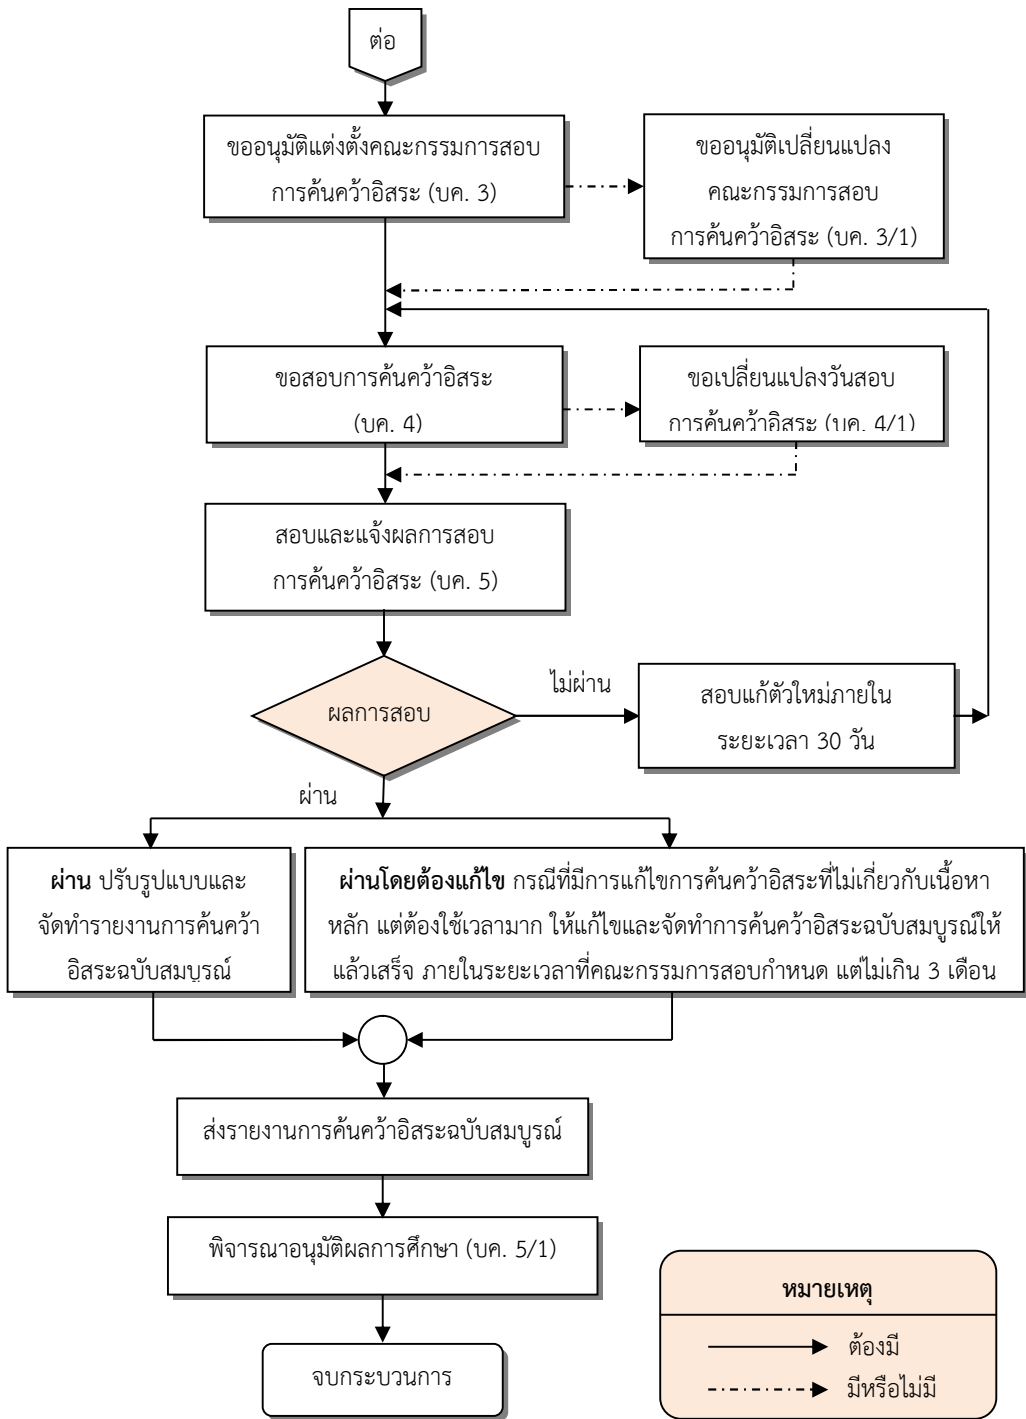 ต่อ
ขออนุมัติแต่งตั้งคณะกรรมการสอบ
การค้นคว้าอิสระ (บค. 3)
ขออนุมัติเปลี่ยนแปลง
คณะกรรมการสอบ
การค้นคว้าอิสระ (บค. 3/1)
ขอสอบการค้นคว้าอิสระ
(บค. 4)
ขอเปลี่ยนแปลงวันสอบ
การค้นคว้าอิสระ (บค. 4/1)
สอบและแจ้งผลการสอบ
การค้นคว้าอิสระ (บค. 5)
ผลการสอบ
ไม่ผ่าน
สอบแก้ตัวใหม่ภายใน
ระยะเวลา 30 วัน
ผ่าน
ผ่าน ปรับรูปแบบและ
จัดทำรายงานการค้นคว้า
อิสระฉบับสมบูรณ์
ผ่านโดยต้องแก้ไข กรณีที่มีการแก้ไขการค้นคว้าอิสระที่ไม่เกี่ยวกับเนื้อหา
หลัก แต่ต้องใช้เวลามาก ให้แก้ไขและจัดทำการค้นคว้าอิสระฉบับสมบูรณ์ให้
แล้วเสร็จ ภายในระยะเวลาที่คณะกรรมการสอบกำหนด แต่ไม่เกิน 3 เดือน
ส่งรายงานการค้นคว้าอิสระฉบับสมบูรณ์
พิจารณาอนุมัติผลการศึกษา (บค. 5/1)
จบกระบวนการ
หมายเหตุ
ต้องมี
มีหรือไม่มี